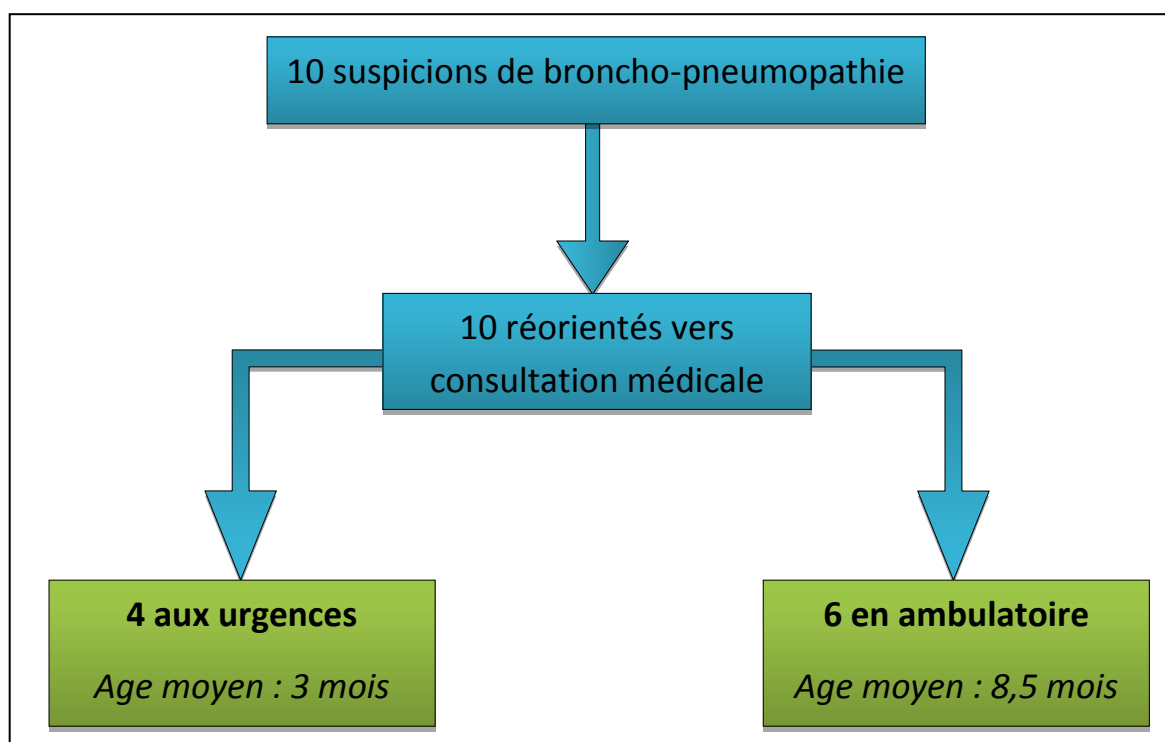 10 suspicions de broncho-pneumopathie
10 réorientés vers
consultation médicale
4 aux urgences
Age moyen : 3 mois
6 en ambulatoire
Age moyen : 8,5 mois